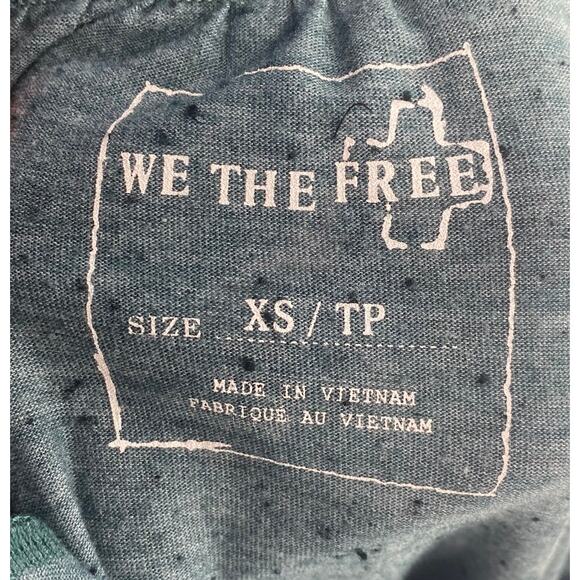 WE THE FREE
SIZE XS / TP
MADE IN VIETNAM
FABRIQUÉ AU VIETNAM